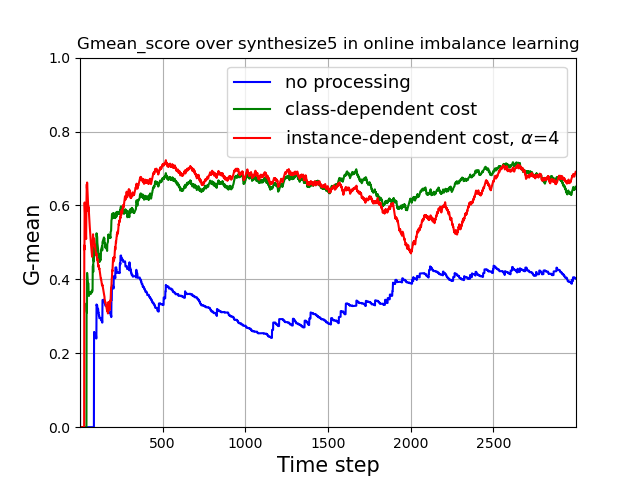 Gmean_score over synthesize5 in online imbalance learning
no processing
class-dependent cost
instance-dependent cost, α=4
1.0
0.8
0.6
0.4
0.2
0.0
G-mean
500
1000
1500
2000
2500
Time step